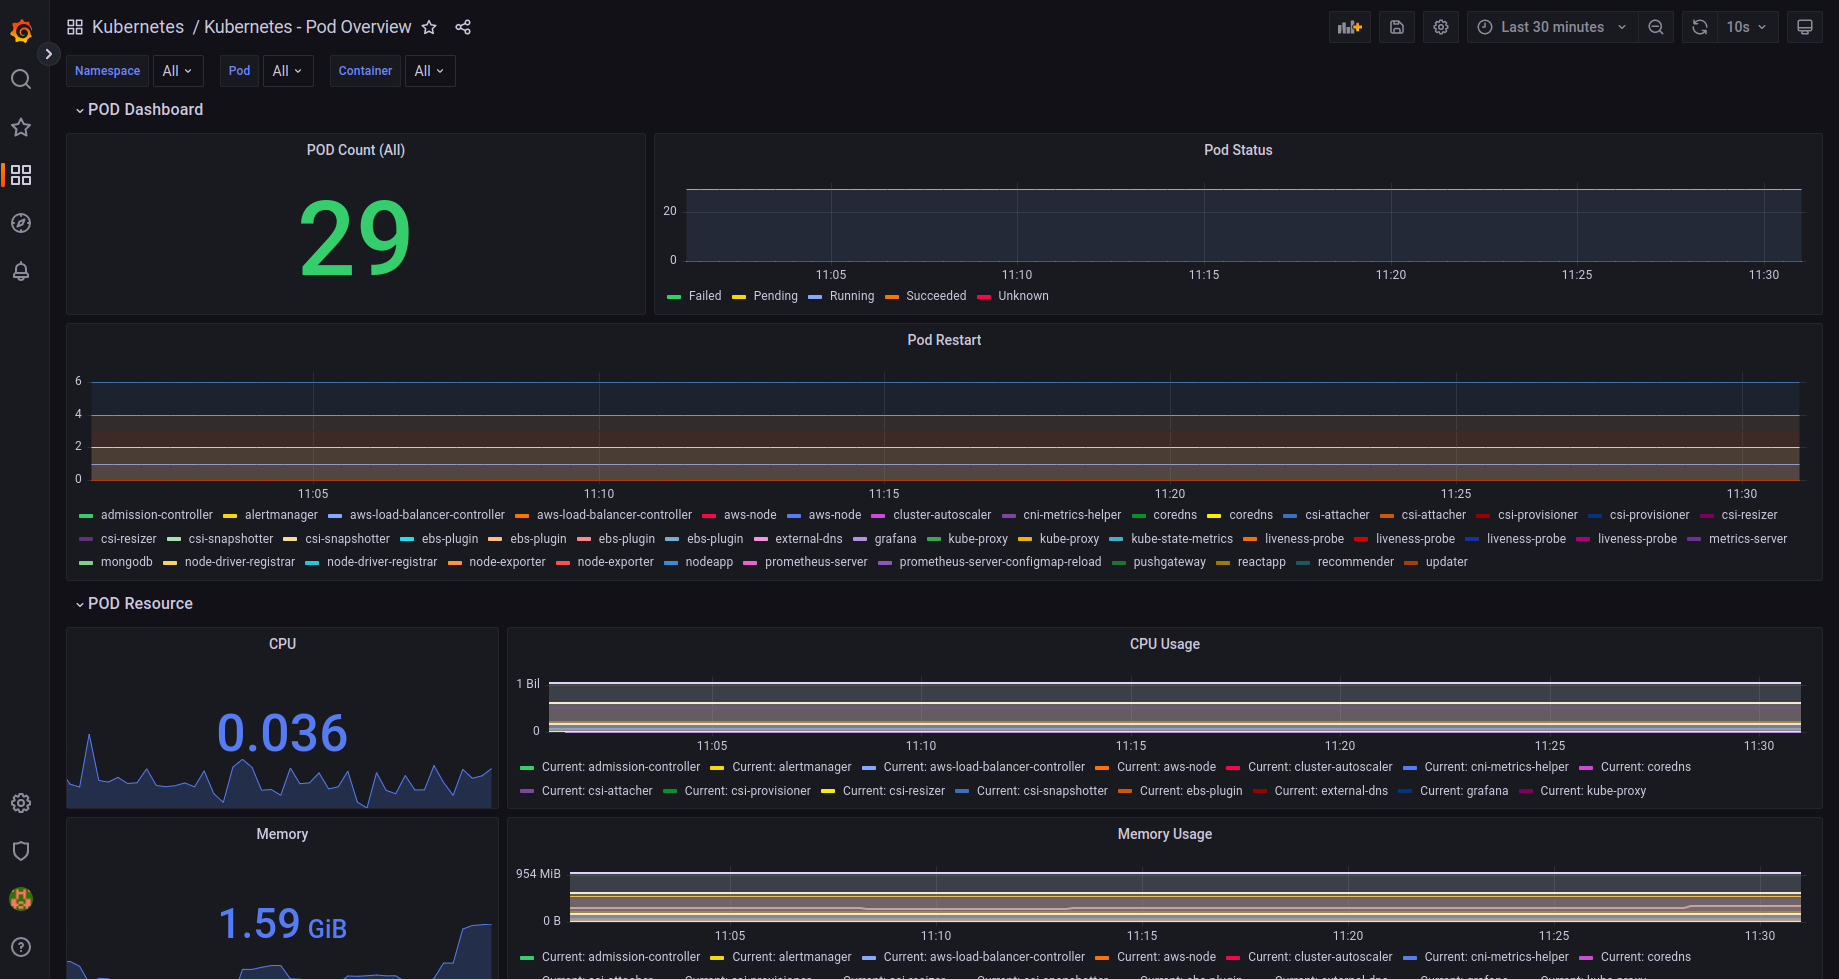 Kubernetes / Kubernetes - Pod Overview
Last 30 minutes
10s
Namespace All Pod All Container All
POD Dashboard
POD Count (All)
29
Pod Status
20
0
11:05 11:10 11:15 11:20 11:25 11:30
Failed Pending Running Succeeded Unknown
Pod Restart
6
4
2
0
11:05 11:10 11:15 11:20 11:25 11:30
admission-controller alertmanager aws-load-balancer-controller aws-load-balancer-controller aws-node aws-node cluster-autoscaler cni-metrics-helper coredns coredns csi-attacher csi-attacher csi-provisioner csi-provisioner csi-resizer
csi-resizer csi-snapshotter csi-snapshotter ebs-plugin ebs-plugin ebs-plugin ebs-plugin external-dns grafana kube-proxy kube-proxy kube-state-metrics liveness-probe liveness-probe liveness-probe liveness-probe metrics-server
mongodb node-driver-registrar node-driver-registrar node-exporter node-exporter nodeapp prometheus-server prometheus-server-configmap-reload pushgateway reactapp recommender updater
POD Resource
CPU
0.036
CPU Usage
1 Bil
0
11:05 11:10 11:15 11:20 11:25 11:30
Current: admission-controller Current: alertmanager Current: aws-load-balancer-controller Current: aws-node Current: cluster-autoscaler Current: cni-metrics-helper Current: coredns
Current: csi-attacher Current: csi-provisioner Current: csi-resizer Current: csi-snapshotter Current: ebs-plugin Current: external-dns Current: grafana Current: kube-proxy
Memory
1.59 GiB
Memory Usage
954 MiB
0 B
11:05 11:10 11:15 11:20 11:25 11:30
Current: admission-controller Current: alertmanager Current: aws-load-balancer-controller Current: aws-node Current: cluster-autoscaler Current: cni-metrics-helper Current: coredns